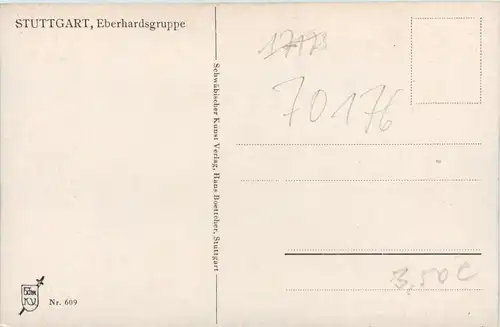 STUTTGART, Eberhardsgruppe
Schwäbischer Kunst Verlag, Hans Boettcher, Stuttgart
70176
3,50 €
Nr. 609